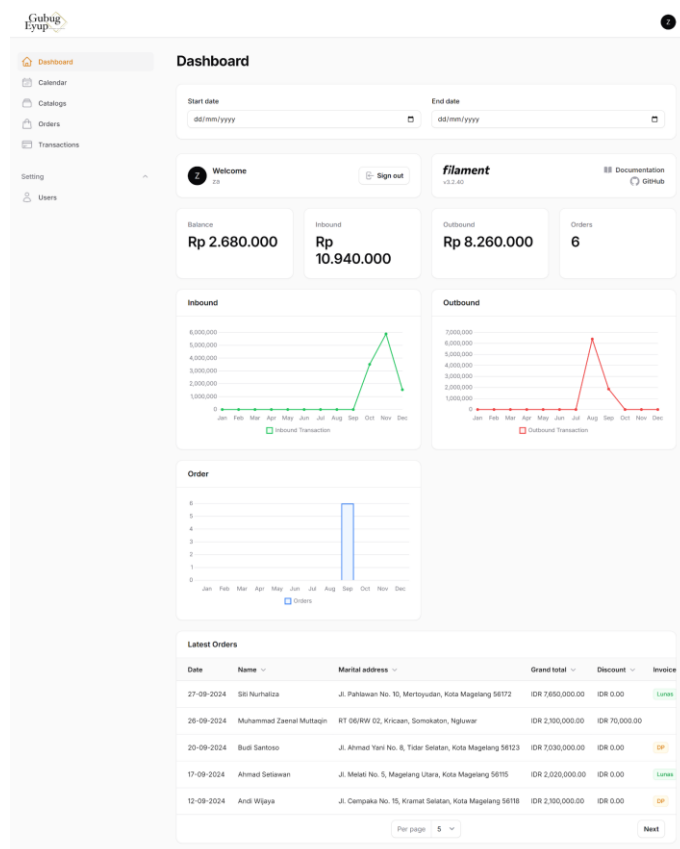 Gubug
Eyup
Z
Dashboard
Calendar
Catalogs
Orders
Transactions
Setting
Users
Dashboard
Start date
End date
dd/mm/yyyy
dd/mm/yyyy
Z
Welcome
Sign out
filament
v3.2.40
Documentation
GitHub
Balance
Rp 2.680.000
Inbound
Rp
10.940.000
Outbound
Rp 8.260.000
Orders
6
Inbound
6,000,000
5,000,000
4,000,000
3,000,000
2,000,000
1,000,000
0
Jan Feb Mar Apr May Jun Jul Aug Sep Oct Nov Dec
Inbound Transaction
Outbound
7,000,000
6,000,000
5,000,000
4,000,000
3,000,000
2,000,000
1,000,000
0
Jan Feb Mar Apr May Jun Jul Aug Sep Oct Nov Dec
Outbound Transaction
Order
6
5
4
3
2
1
0
Jan Feb Mar Apr May Jun Jul Aug Sep Oct Nov Dec
Orders
Latest Orders
Date Name Marital address Grand total Discount Invoice
27-09-2024 Siti Nurhaliza Jl. Pahlawan No. 10, Mertoyudan, Kota Magelang 56172 IDR 7,650,000.00 IDR 0.00 Lunas
26-09-2024 Muhammad Zaenal Muttaqin RT 06/RW 02, Kricaan, Somokaton, Ngluwar IDR 2,100,000.00 IDR 70,000.00
20-09-2024 Budi Santoso Jl. Ahmad Yani No. 8, Tidar Selatan, Kota Magelang 56123 IDR 7,030,000.00 IDR 0.00 DP
17-09-2024 Ahmad Setiawan Jl. Melati No. 5, Magelang Utara, Kota Magelang 56115 IDR 2,020,000.00 IDR 0.00 Lunas
12-09-2024 Andi Wijaya Jl. Cempaka No. 15, Kramat Selatan, Kota Magelang 56118 IDR 2,100,000.00 IDR 0.00 DP
Per page 5
Next